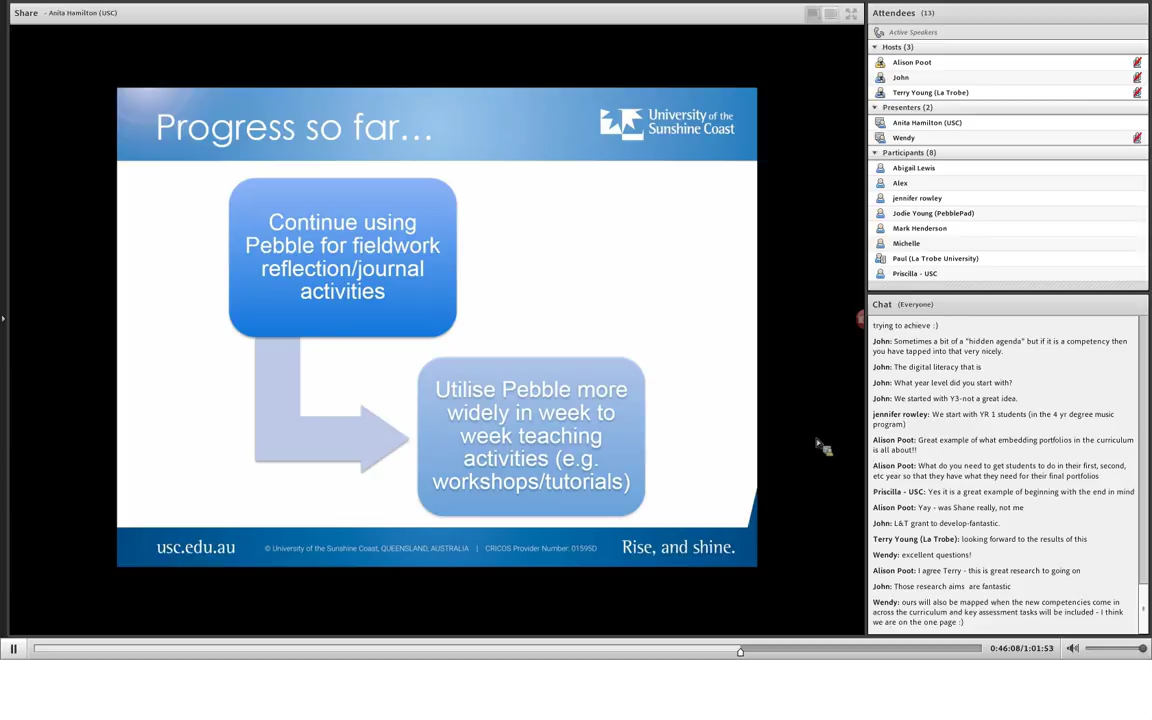 Share - Anita Hamilton (USC)
Progress so far...
University of the
Sunshine Coast
Continue using
Pebble for fieldwork
reflection/journal
activities
Utilise Pebble more
widely in week to
week teaching
activities (e.g.
workshops/tutorials)
usc.edu.au
© University of the Sunshine Coast, QUEENSLAND, AUSTRALIA | CRICOS Provider Number: 01595D
Rise, and shine.
Attendees (13)
Active Speakers
Hosts (3)
Alison Poot
John
Terry Young (La Trobe)
Presenters (2)
Anita Hamilton (USC)
Wendy
Participants (8)
Abigail Lewis
Alex
jennifer rowley
Jodie Young (PebblePad)
Mark Henderson
Michelle
Paul (La Trobe University)
Priscilla - USC
Chat (Everyone)
trying to achieve :)
John: Sometimes a bit of a "hidden agenda" but if it is a competency then
you have tapped into that very nicely.
John: The digital literacy that is
John: What year level did you start with?
John: We started with Y3-not a great idea.
jennifer rowley: We start with YR 1 students (in the 4 yr degree music
program)
Alison Poot: Great example of what embedding portfolios in the curriculum
is all about!!
Alison Poot: What do you need to get students to do in their first, second,
etc year so that they have what they need for their final portfolios
Priscilla - USC: Yes it is a great example of beginning with the end in mind
Alison Poot: Yay - was Shane really, not me
John: L&T grant to develop-fantastic.
Terry Young (La Trobe): looking forward to the results of this
Wendy: excellent questions!
Alison Poot: I agree Terry - this is great research to going on
John: Those research aims are fantastic
Wendy: ours will also be mapped when the new competencies come in
across the curriculum and key assessment tasks will be included - I think
we are on the one page :)
0:46:08/1:01:53